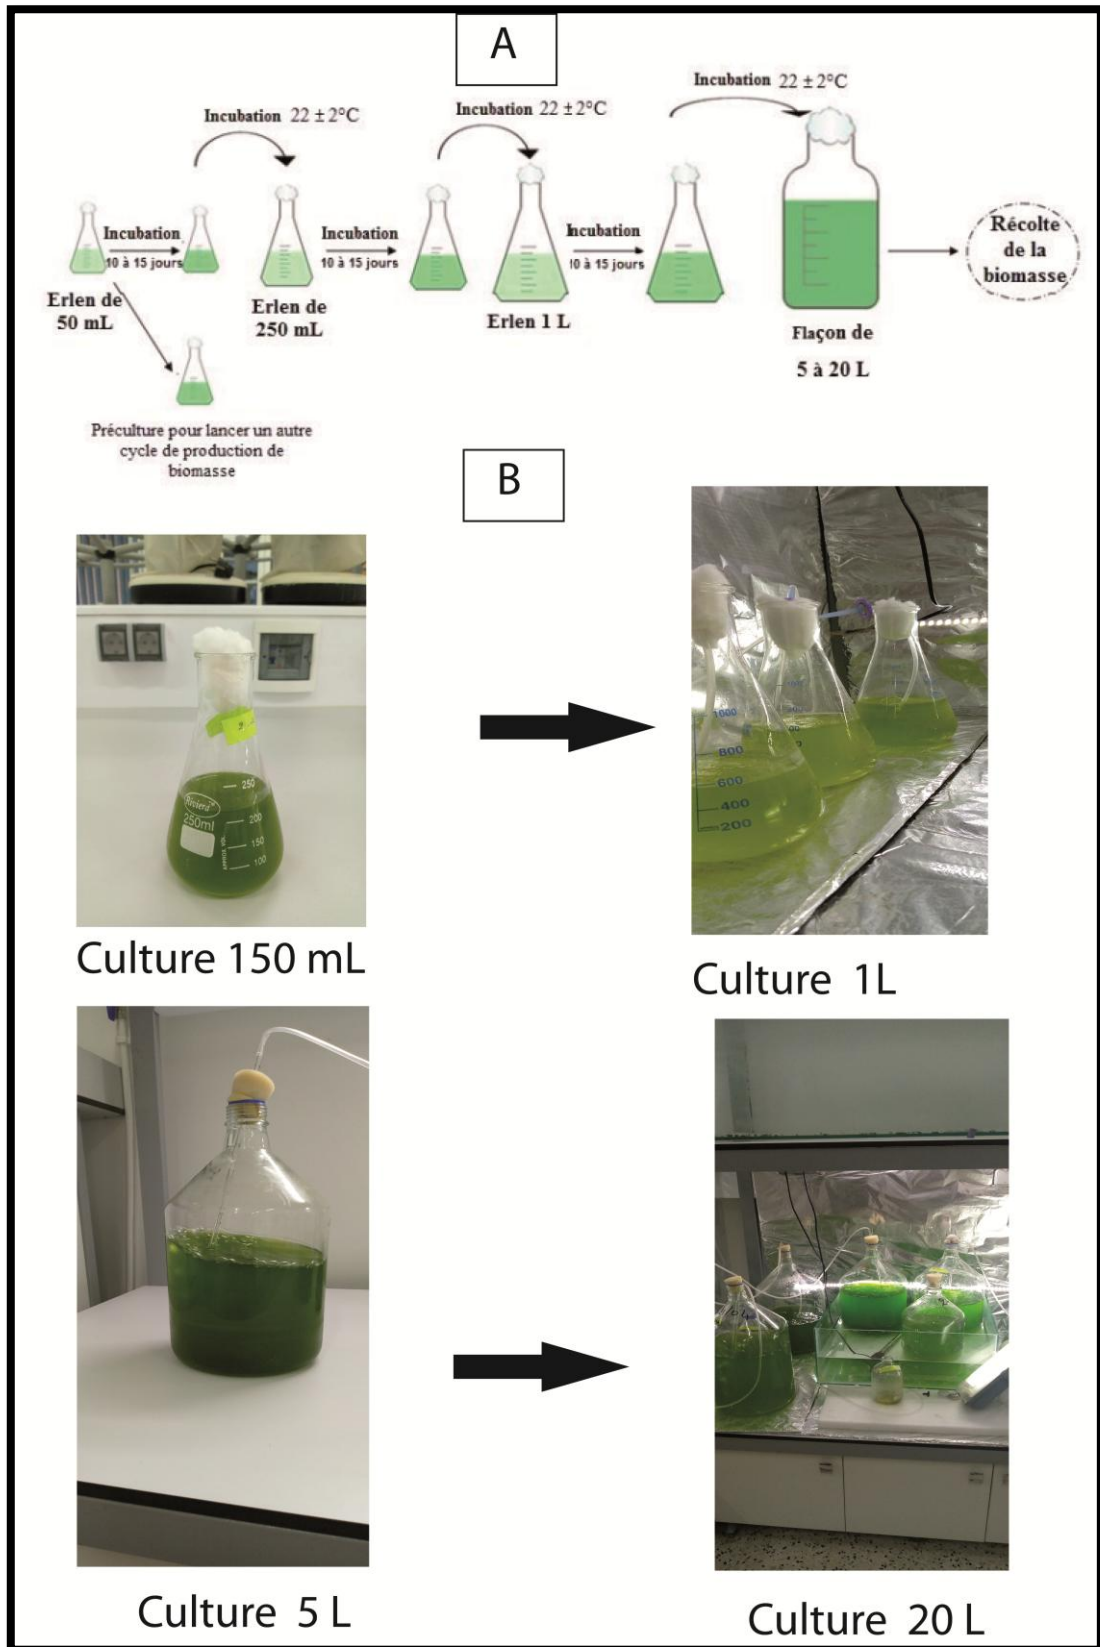 A
Incubation 22 ± 2°C
Incubation 22 ± 2°C
Incubation 22 ± 2°C
Incubation
10 à 15 jours
Erlen de
50 mL
Incubation
10 à 15 jours
Erlen de
250 mL
Incubation
10 à 15 jours
Erlen 1 L
Flaçon de
5 à 20 L
Récolte
de la
biomasse
Préculture pour lancer un autre
cycle de production de
biomasse
B
250
Riviera
250ml
200
150
100
APPROX. VOL.
1000
800
600
400
200
Culture 150 mL
Culture 1L
Culture 5 L
Culture 20 L